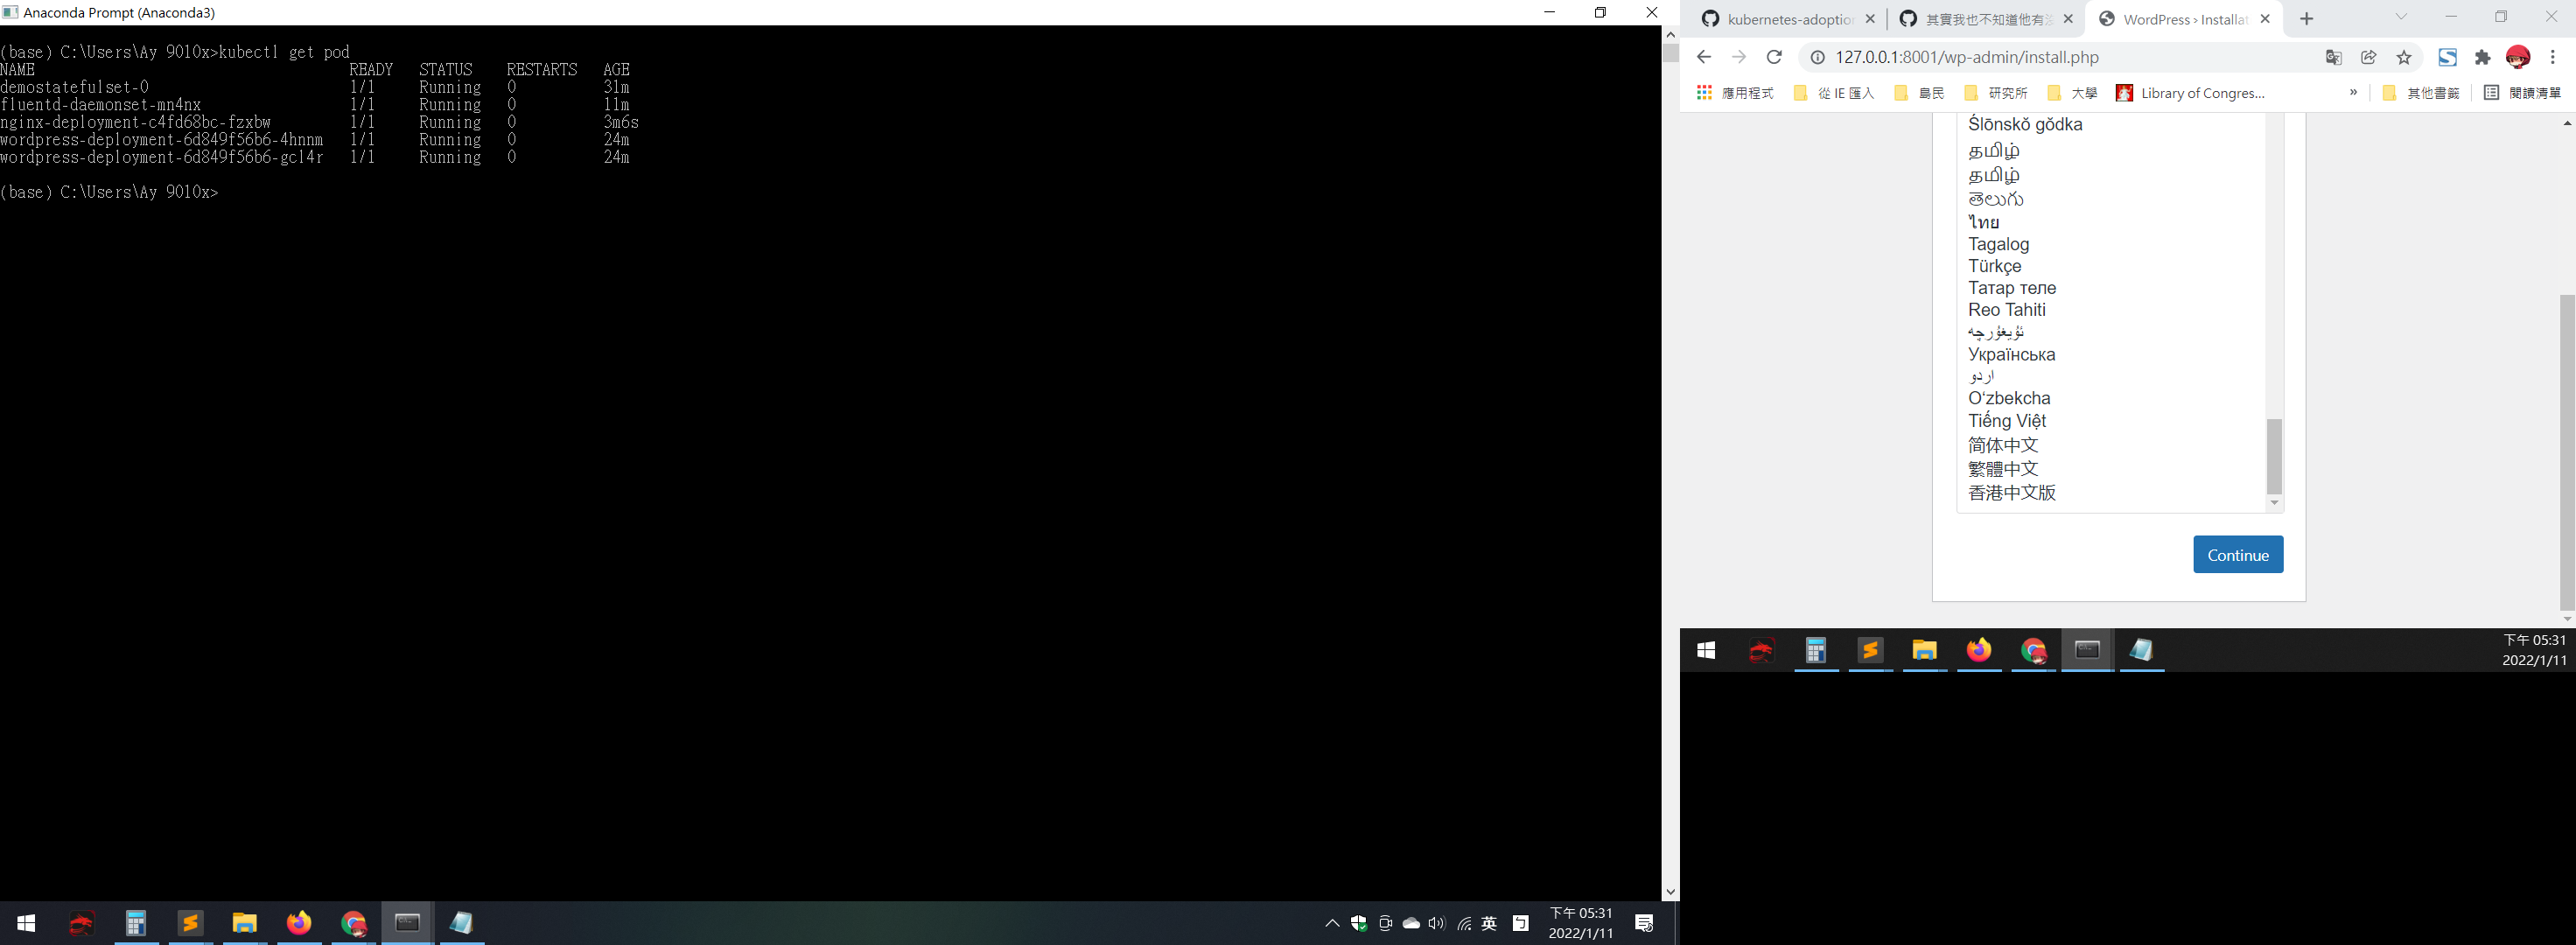 Anaconda Prompt (Anaconda3)
(base) C:\Users\Ay 9010x>kubectl get pod
NAME READY STATUS RESTARTS AGE
demostatefulset-0 1/1 Running 0 31m
fluentd-daemonset-mn4nx 1/1 Running 0 11m
nginx-deployment-c4fd68bc-fzxbw 1/1 Running 0 3m6s
wordpress-deployment-6d849f56b6-4hnnm 1/1 Running 0 24m
wordpress-deployment-6d849f56b6-gcl4r 1/1 Running 0 24m
(base) C:\Users\Ay 9010x>
英
下午 05:31
2022/1/11
kubernetes-adoption
其實我也不知道他有
WordPress › Installat
127.0.0.1:8001/wp-admin/install.php
應用程式 從 IE 匯入 島民 研究所 大學 Library of Congres... » 其他書籤 閱讀清單
Ślōnskŏ gŏdka
தமிழ்
தமிழ்
తెలుగు
ไทย
Tagalog
Türkçe
Татар теле
Reo Tahiti
ئۇيغۇرچە
Українська
اردو
O‘zbekcha
Tiếng Việt
简体中文
繁體中文
香港中文版
Continue
下午 05:31
2022/1/11